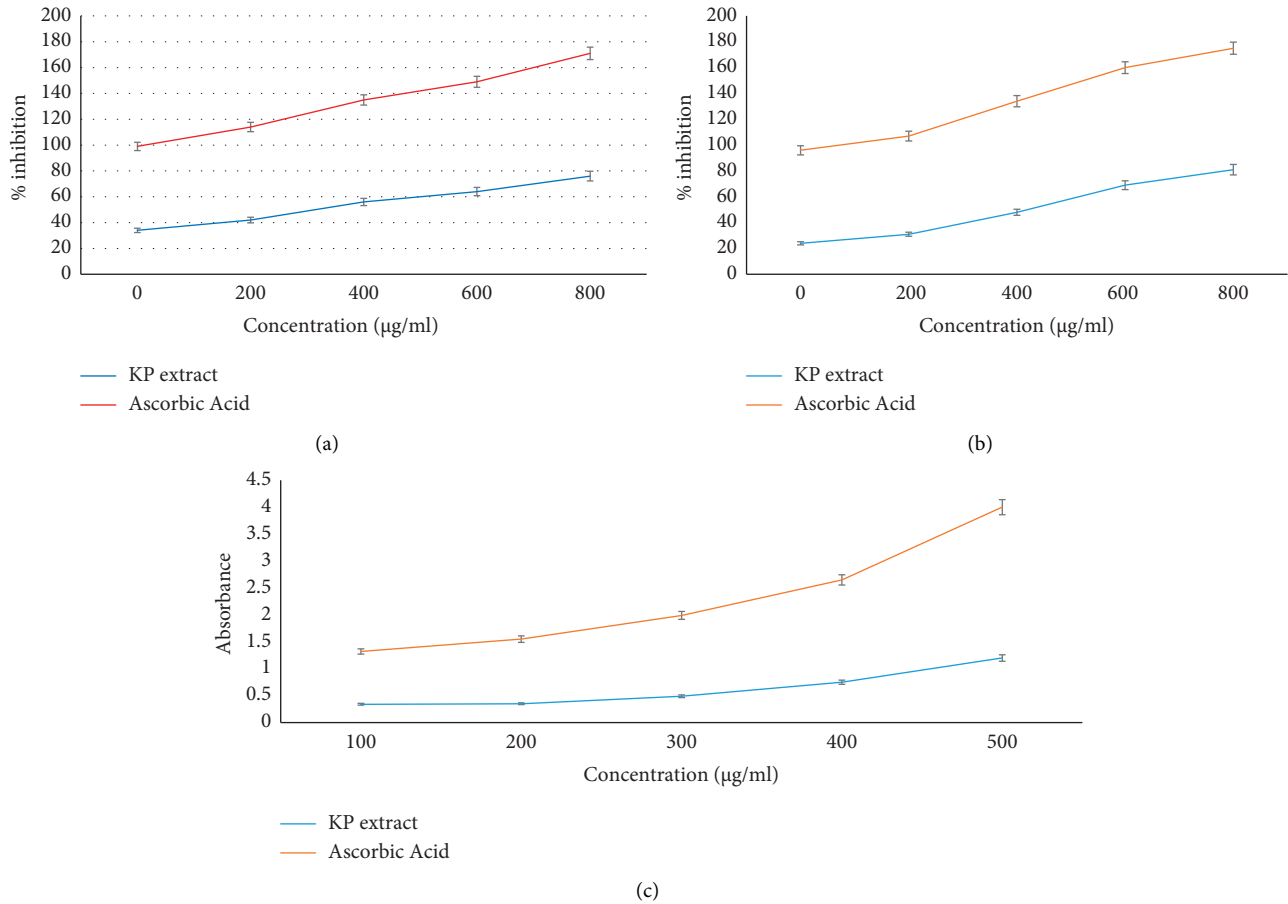 200
180
160
140
120
100
80
60
40
20
0
% inhibition
0 200 400 600 800
Concentration (µg/ml)
KP extract
Ascorbic Acid
(a)
200
180
160
140
120
100
80
60
40
20
0
% inhibition
0 200 400 600 800
Concentration (µg/ml)
KP extract
Ascorbic Acid
(b)
4.5
4
3.5
3
2.5
2
1.5
1
0.5
0
Absorbance
100 200 300 400 500
Concentration (µg/ml)
KP extract
Ascorbic Acid
(c)